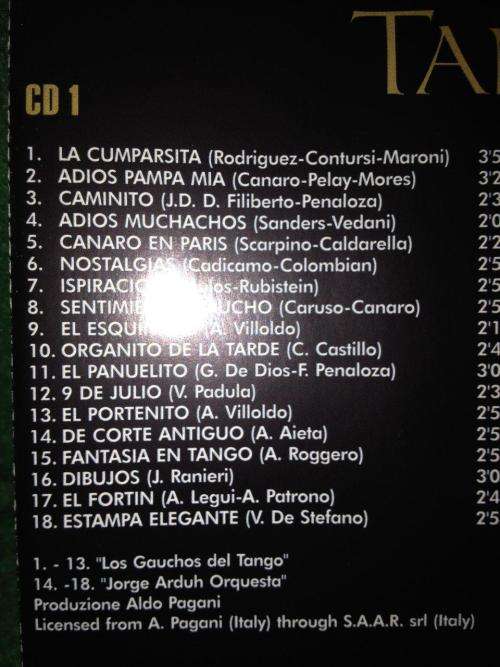 TA
CD 1
1. LA CUMPARSITA (Rodriguez-Contursi-Maroni) 3'5
2. ADIOS PAMPA MIA (Canaro-Pelay-Mores) 3'2
3. CAMINITO (J.D. D. Filiberto-Penaloza) 2'3
4. ADIOS MUCHACHOS (Sanders-Vedani) 2'0
5. CANARO EN PARIS (Scarpino-Caldarella) 2'2
6. NOSTALGIAS (Cadicamo-Colombian) 2'5
7. -Rubistein) 2'5
8. (Caruso-Canaro) 2'5
9. EL (A. Villoldo) 2'1
10. ORGANITO DE LA TARDE (C. Castillo) 2'4
11. EL PANUELITO (G. De Dios-F. Penaloza) 3'0
12. 9 DE JULIO (V. Padula) 2'3
13. EL PORTENITO (A. Villoldo) 2'5
14. DE CORTE ANTIGUO (A. Aieta) 2'5
15. FANTASIA EN TANGO (A. Roggero) 2'5
16. DIBUJOS (J. Ranieri) 3'0
17. EL FORTIN (A. Legui-A. Patrono) 2'4
18. ESTAMPA ELEGANTE (V. De Stefano) 2'5
1. - 13. "Los Gauchos del Tango"
14. -18. "Jorge Arduh Orquesta"
Produzione Aldo Pagani
Licensed from A. Pagani (Italy) through S.A.A.R. srl (Italy)